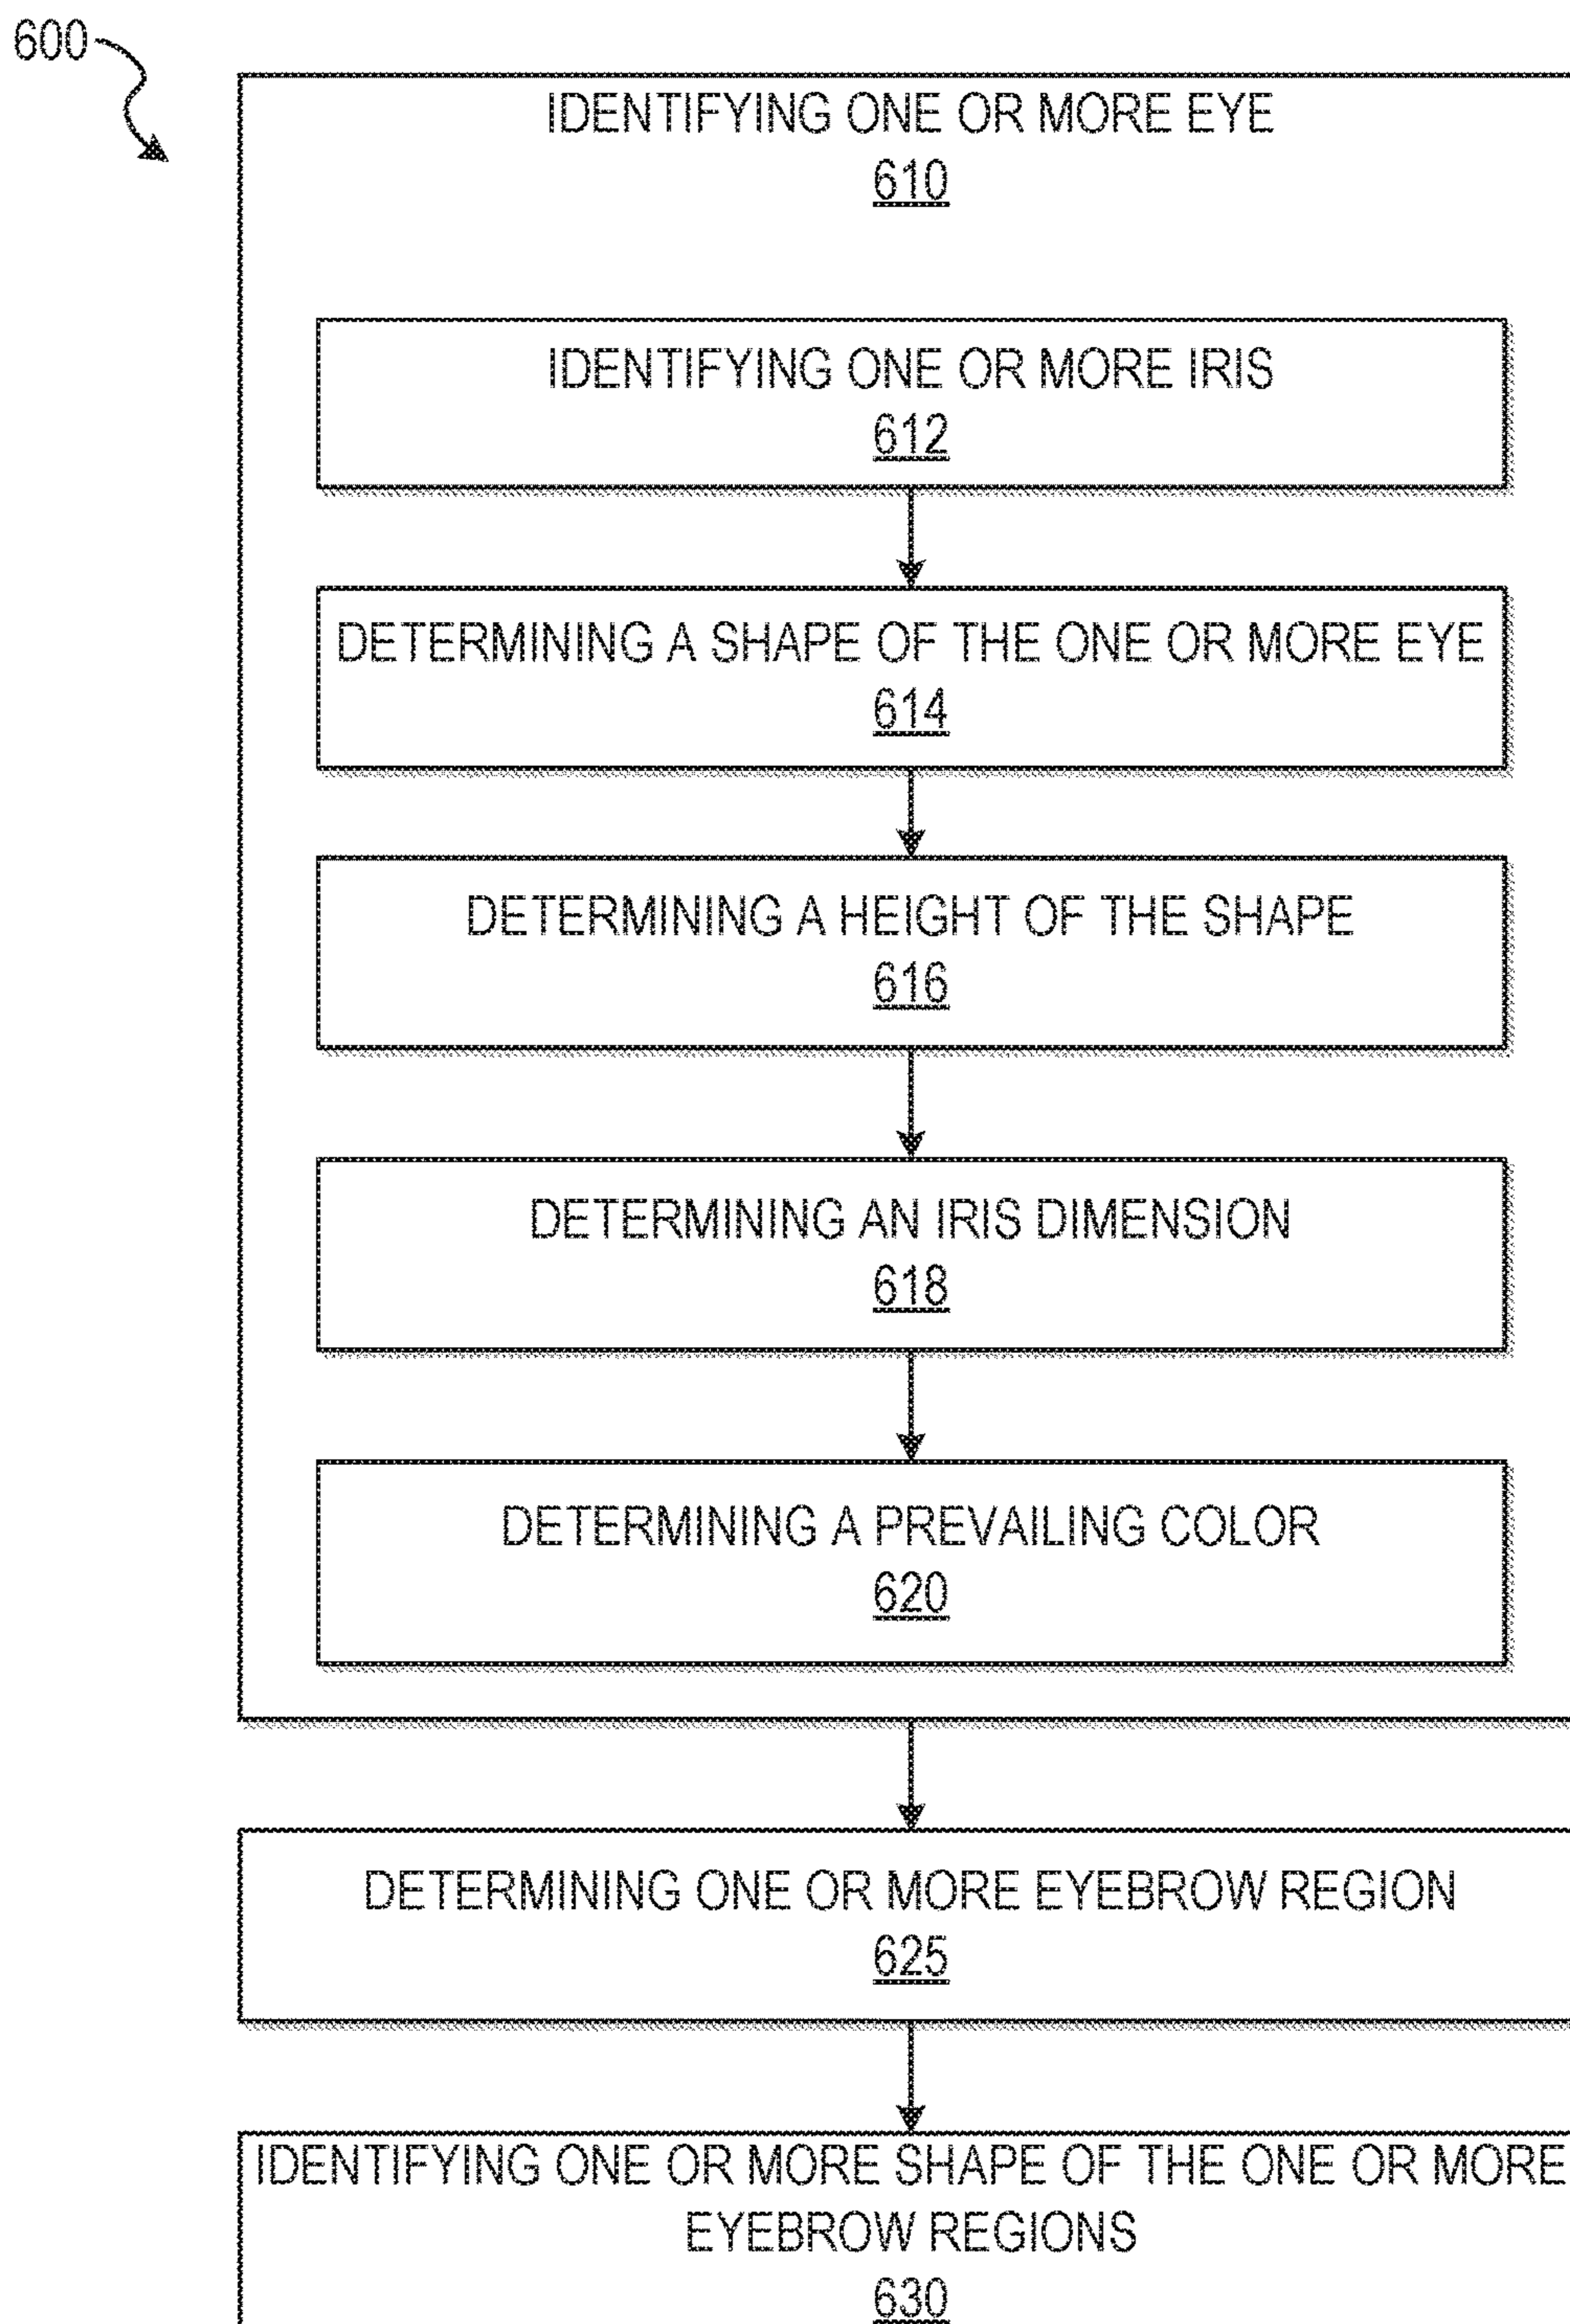 600
IDENTIFYING ONE OR MORE EYE
610
IDENTIFYING ONE OR MORE IRIS
612
DETERMINING A SHAPE OF THE ONE OR MORE EYE
614
DETERMINING A HEIGHT OF THE SHAPE
616
DETERMINING AN IRIS DIMENSION
618
DETERMINING A PREVAILING COLOR
620
DETERMINING ONE OR MORE EYEBROW REGION
625
IDENTIFYING ONE OR MORE SHAPE OF THE ONE OR MORE
EYEBROW REGIONS
630